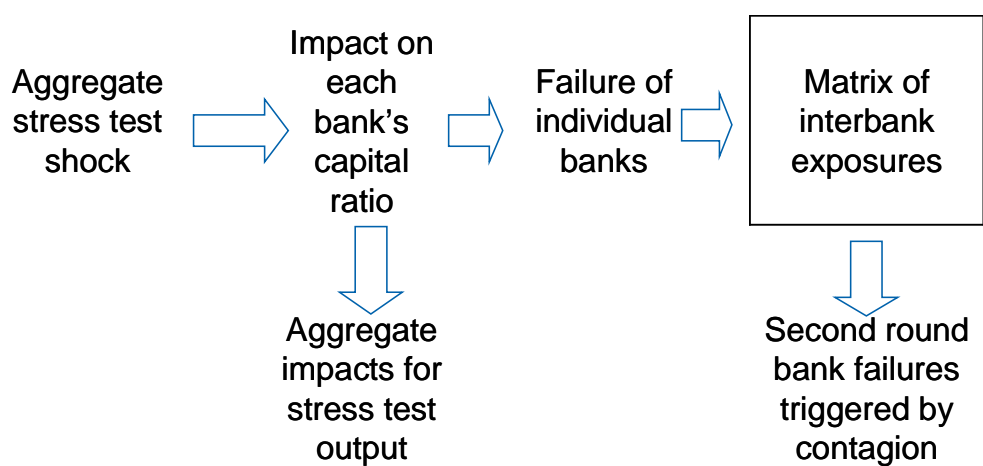 Aggregate
stress test
shock
Impact on
each
bank's
capital
ratio
Failure of
individual
banks
Matrix of
interbank
exposures
Aggregate
impacts for
stress test
output
Second round
bank failures
triggered by
contagion